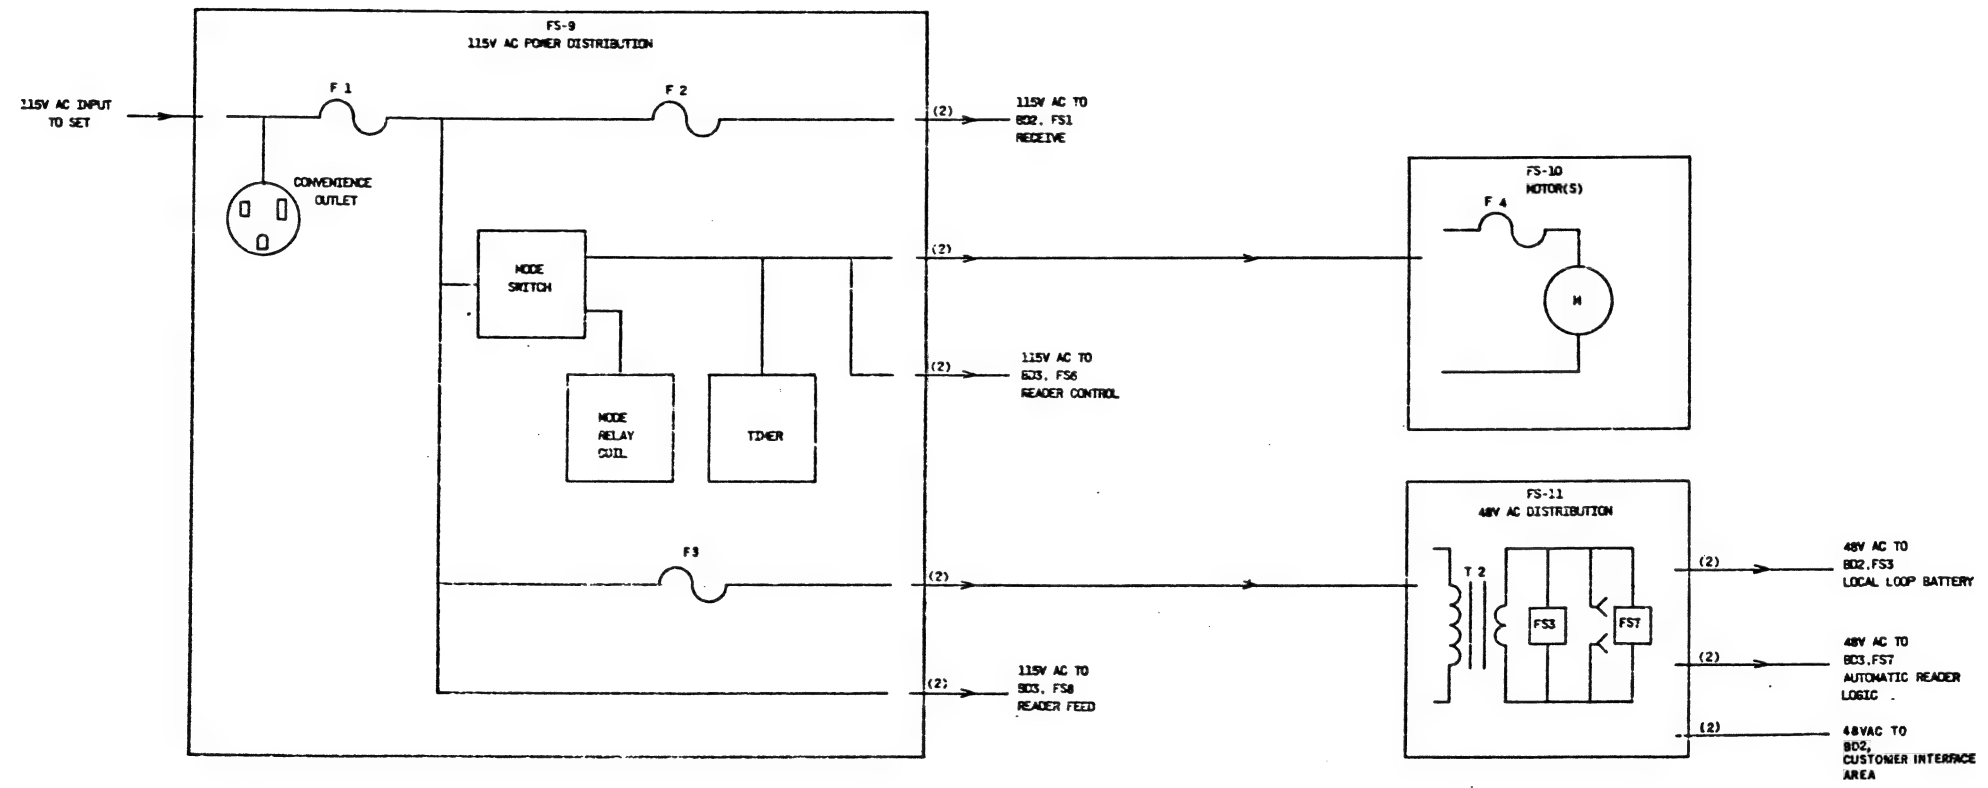 FS-9
115V AC POWER DISTRIBUTION
F 1
F 2
115V AC INPUT
TO SET
(2)
115V AC TO
BD2, FS1
RECEIVE
CONVENIENCE
OUTLET
FS-10
MOTOR(S)
F 4
M
MODE
SWITCH
(2)
(2)
115V AC TO
BD3, FS6
READER CONTROL
MODE
RELAY
COIL
TIMER
F3
(2)
FS-11
48V AC DISTRIBUTION
T 2
FS3
FS7
(2)
48V AC TO
BD2,FS3
LOCAL LOOP BATTERY
(2)
48V AC TO
BD3,FS7
AUTOMATIC READER
LOGIC
(2)
115V AC TO
BD3, FS8
READER FEED
(2)
48VAC TO
BD2,
CUSTOMER INTERFACE
AREA